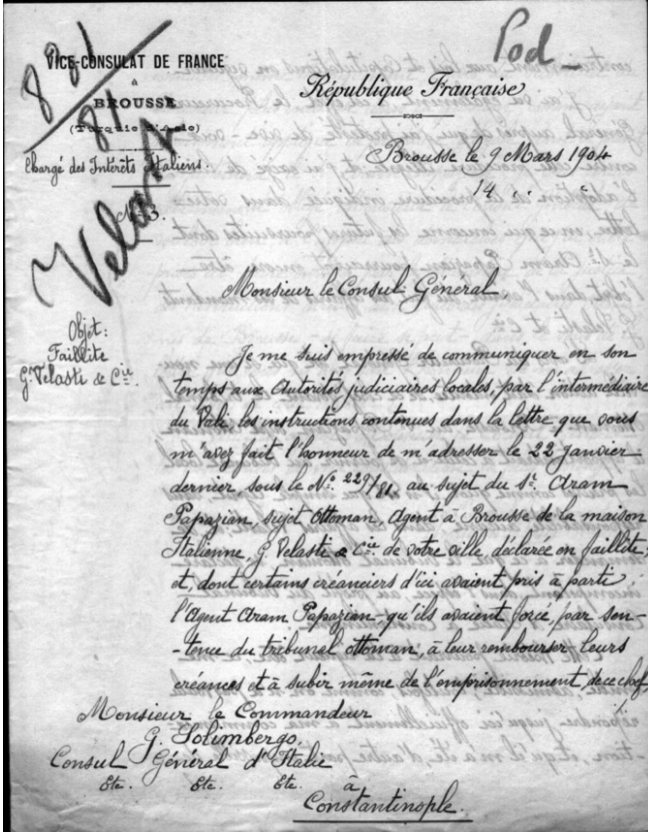 881
81
Pod_
VICE-CONSULAT DE FRANCE
à
BROUSSE
(Turquie d'Asie)
Chargé des Intérêts Italiens.
République Française
Brousse le 9 Mars 1904
14
N° 3.
Velasti
Monsieur le Consul Général,
Objet:
Faillite
G. Velasti & Cie.
Je me suis empressé de communiquer en son
temps aux Autorités judiciaires locales, par l'intermédiaire
du Vali, les instructions contenues dans la lettre que vous
m'avez fait l'honneur de m'adresser le 22 janvier
dernier, sous le N°. 229/81, au sujet du sr. Aram
Papazian, sujet Ottoman, Agent à Brousse de la maison
Italienne, G. Velasti & Cie. de votre ville, déclarée en faillite,
et, dont certains créanciers d'ici avaient pris à partie
l'Agent Aram Papazian qu'ils avaient forcé, par sen-
-tence du tribunal ottoman, à leur rembourser leurs
créances et à subir même de l'emprisonnement, de ce chef.
Monsieur le Commandeur
G. Solimbergo,
Consul Général d'Italie
Etc. Etc. Etc. à
Constantinople.